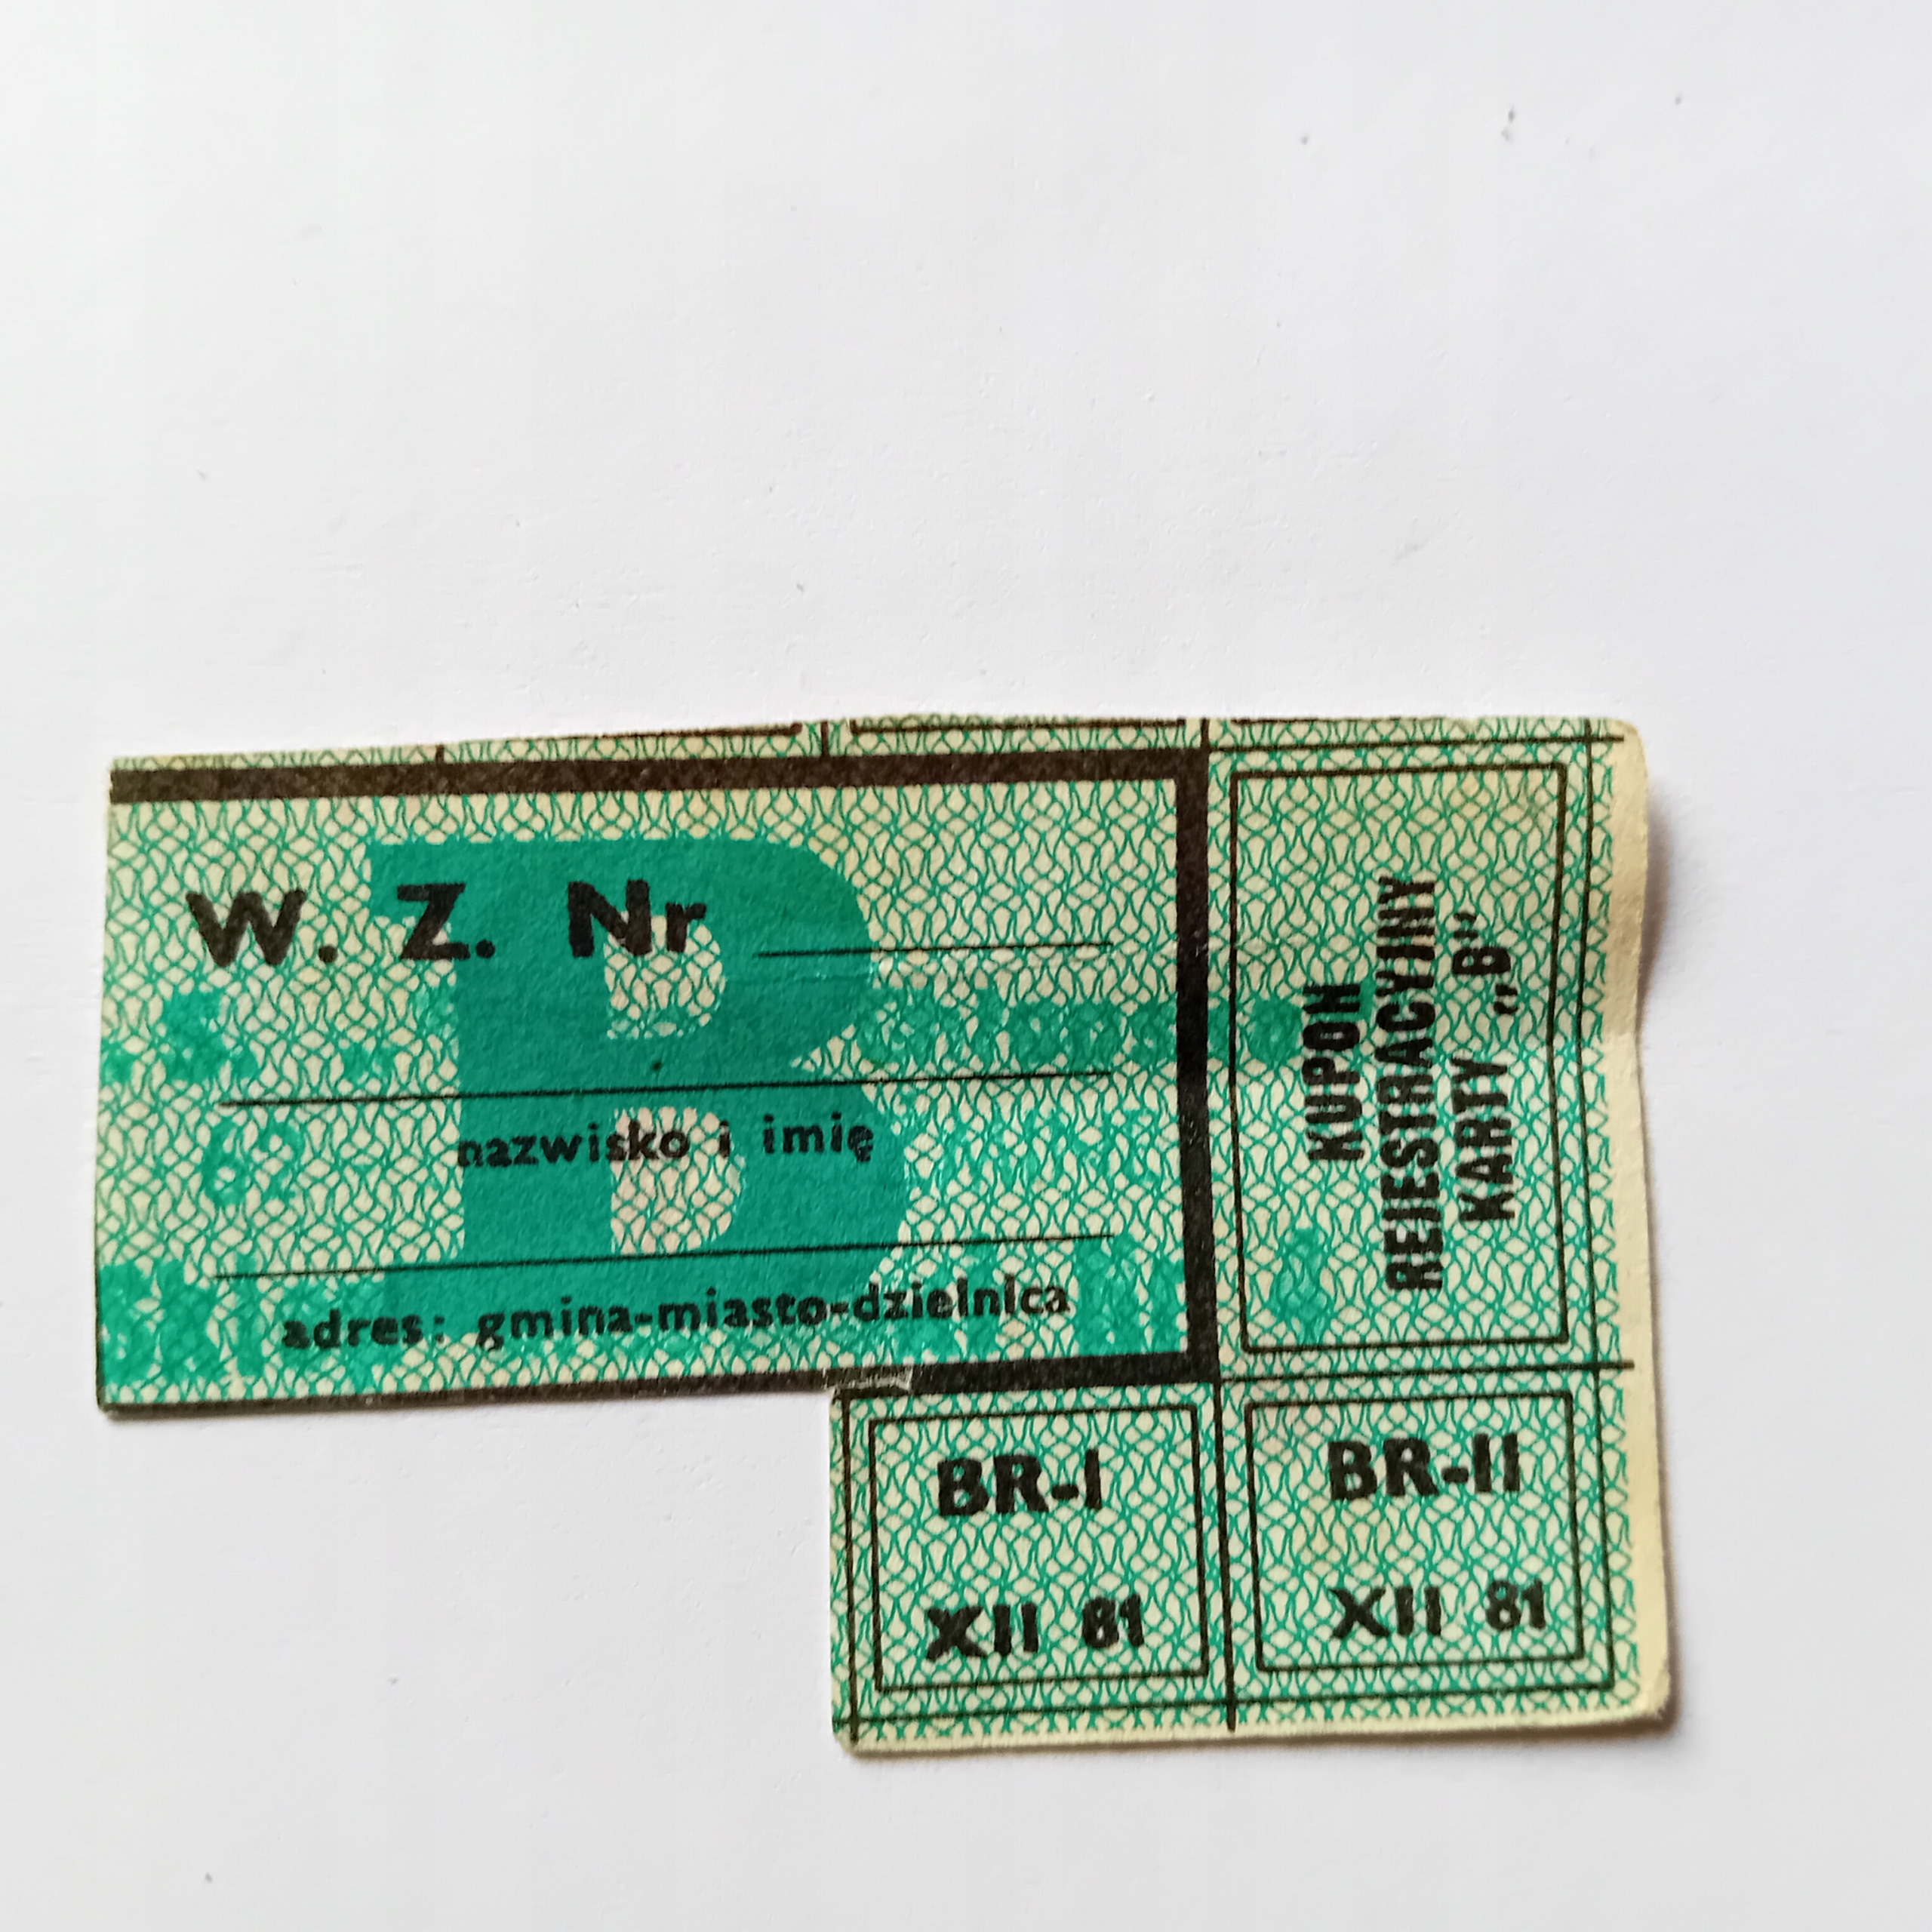 W. Z. Nr
B
nazwisko i imię
adres: gmina-miasto-dzielnica
KUPON
REJESTRACYJNY
KARTY „B”
BR-I
XII 81
BR-II
XII 81